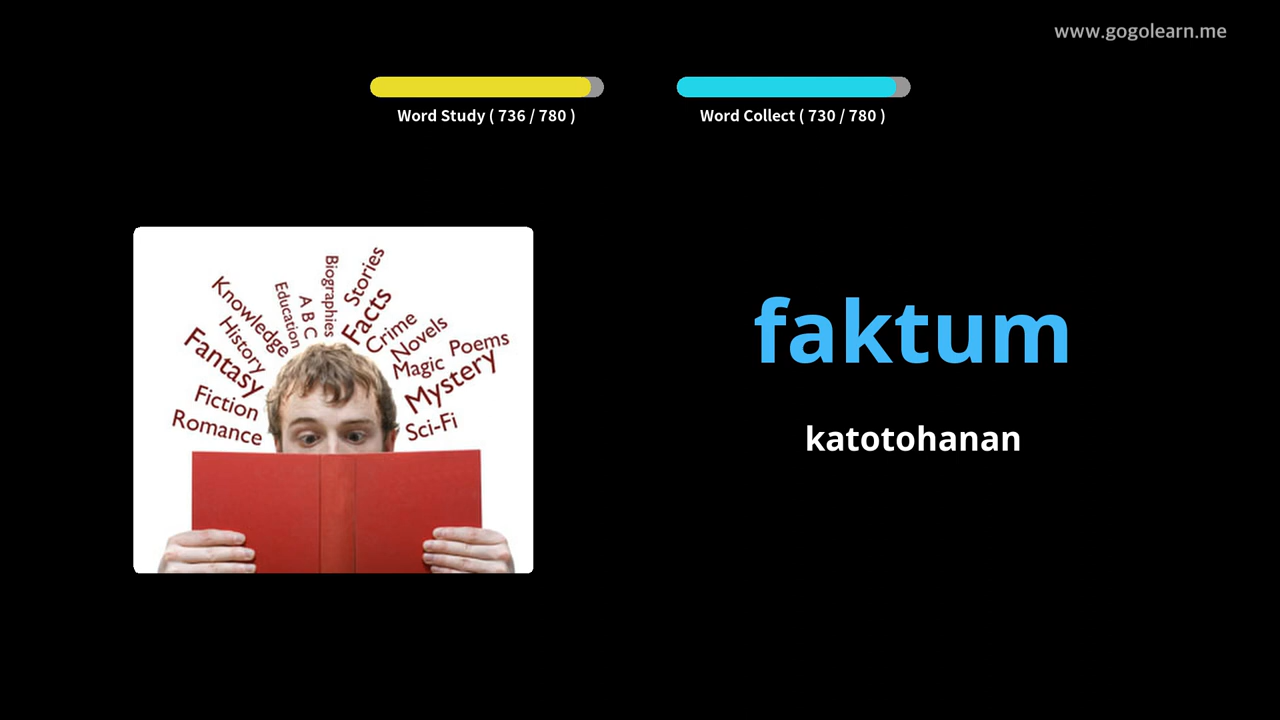 www.gogolearn.me
Word Study ( 736 / 780 )
Word Collect ( 730 / 780 )
Romance
Fiction
Fantasy
History
Knowledge
Education
A B C
Biographies
Stories
Facts
Crime
Novels
Magic
Poems
Mystery
Sci-Fi
faktum
katotohanan